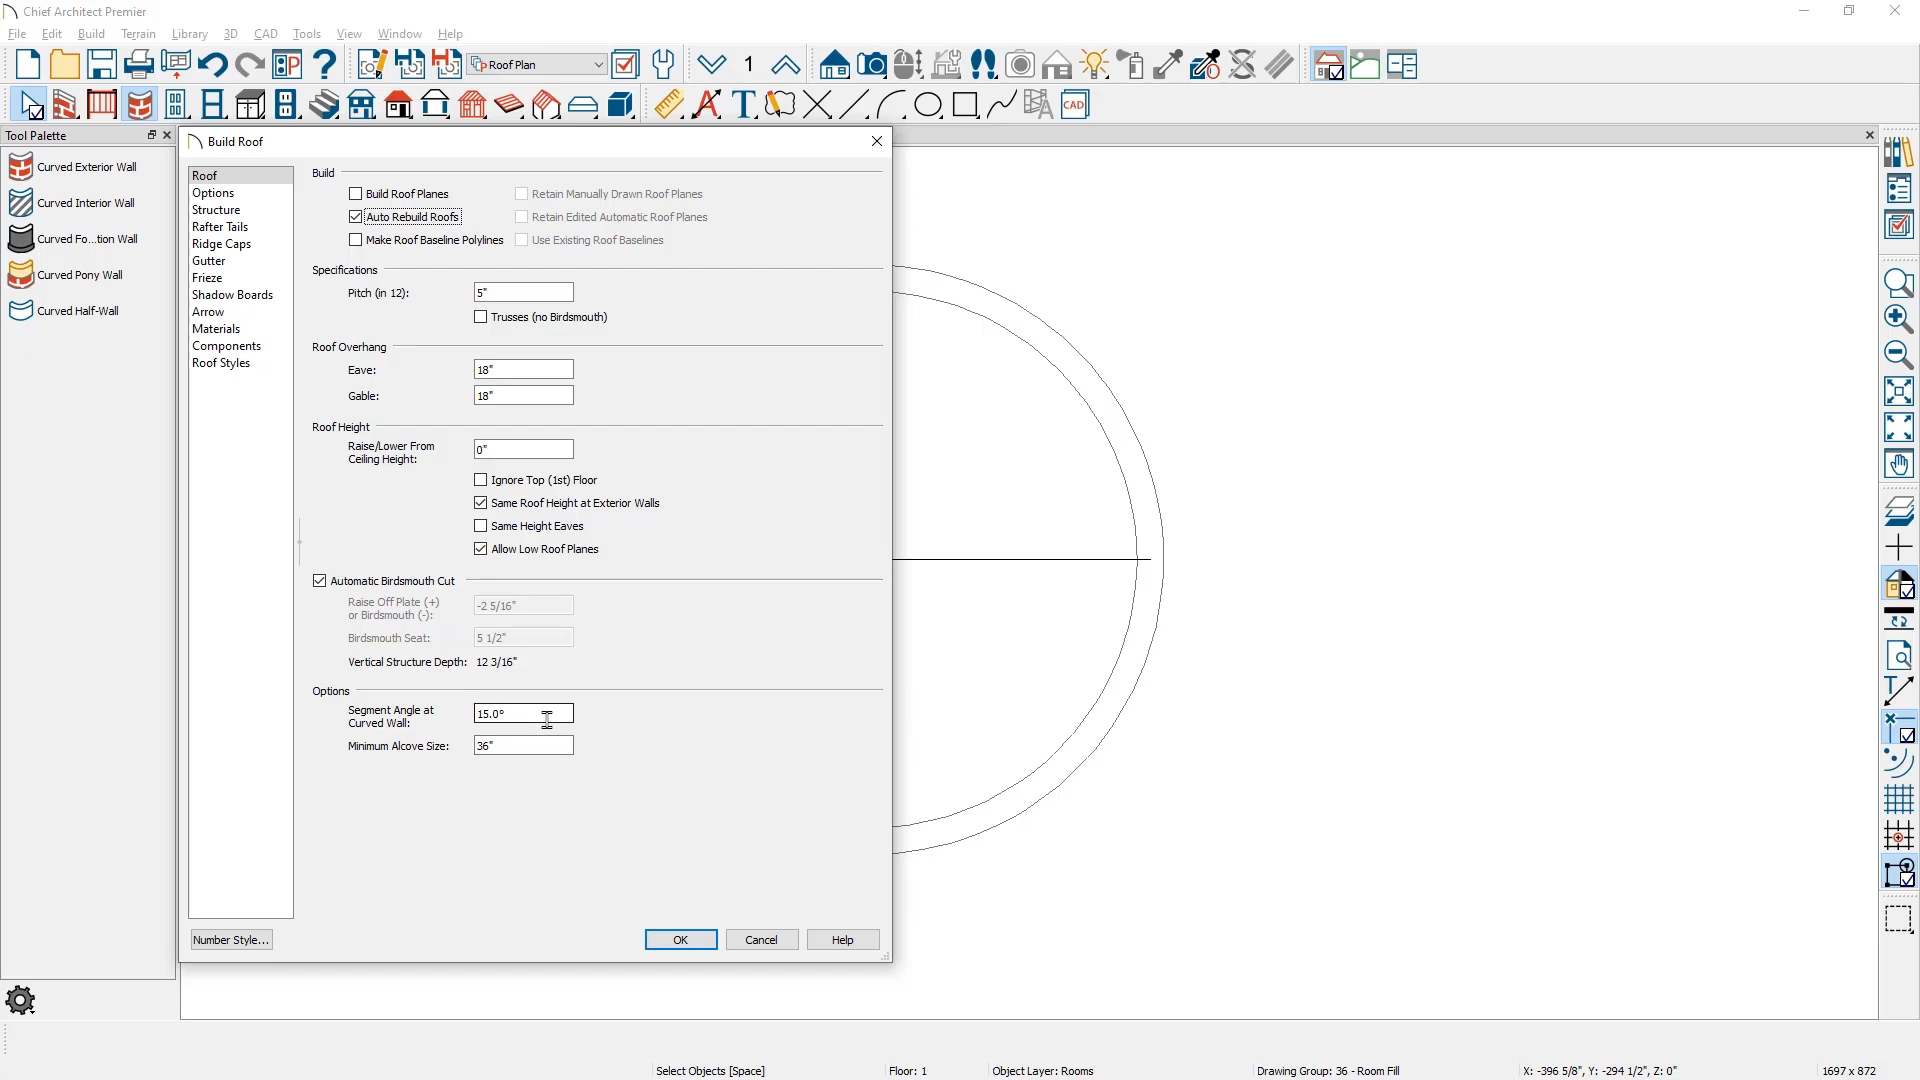 Chief Architect Premier
File Edit Build Terrain Library 3D CAD Tools View Window Help
Roof Plan
1
CAD
Tool Palette
Curved Exterior Wall
Curved Interior Wall
Curved Fo...tion Wall
Curved Pony Wall
Curved Half-Wall
Build Roof
Roof
Options
Structure
Rafter Tails
Ridge Caps
Gutter
Frieze
Shadow Boards
Arrow
Materials
Components
Roof Styles
Build
Build Roof Planes Retain Manually Drawn Roof Planes
Auto Rebuild Roofs Retain Edited Automatic Roof Planes
Make Roof Baseline Polylines Use Existing Roof Baselines
Specifications
Pitch (in 12): 5"
Trusses (no Birdsmouth)
Roof Overhang
Eave: 18"
Gable: 18"
Roof Height
Raise/Lower From
Ceiling Height: 0"
Ignore Top (1st) Floor
Same Roof Height at Exterior Walls
Same Height Eaves
Allow Low Roof Planes
Automatic Birdsmouth Cut
Raise Off Plate (+)
or Birdsmouth (-): -2 5/16"
Birdsmouth Seat: 5 1/2"
Vertical Structure Depth: 12 3/16"
Options
Segment Angle at
Curved Wall: 15.0°
Minimum Alcove Size: 36"
Number Style... OK Cancel Help
Select Objects [Space] Floor: 1 Object Layer: Rooms Drawing Group: 36 - Room Fill X: -396 5/8", Y: -294 1/2", Z: 0" 1697 x 872